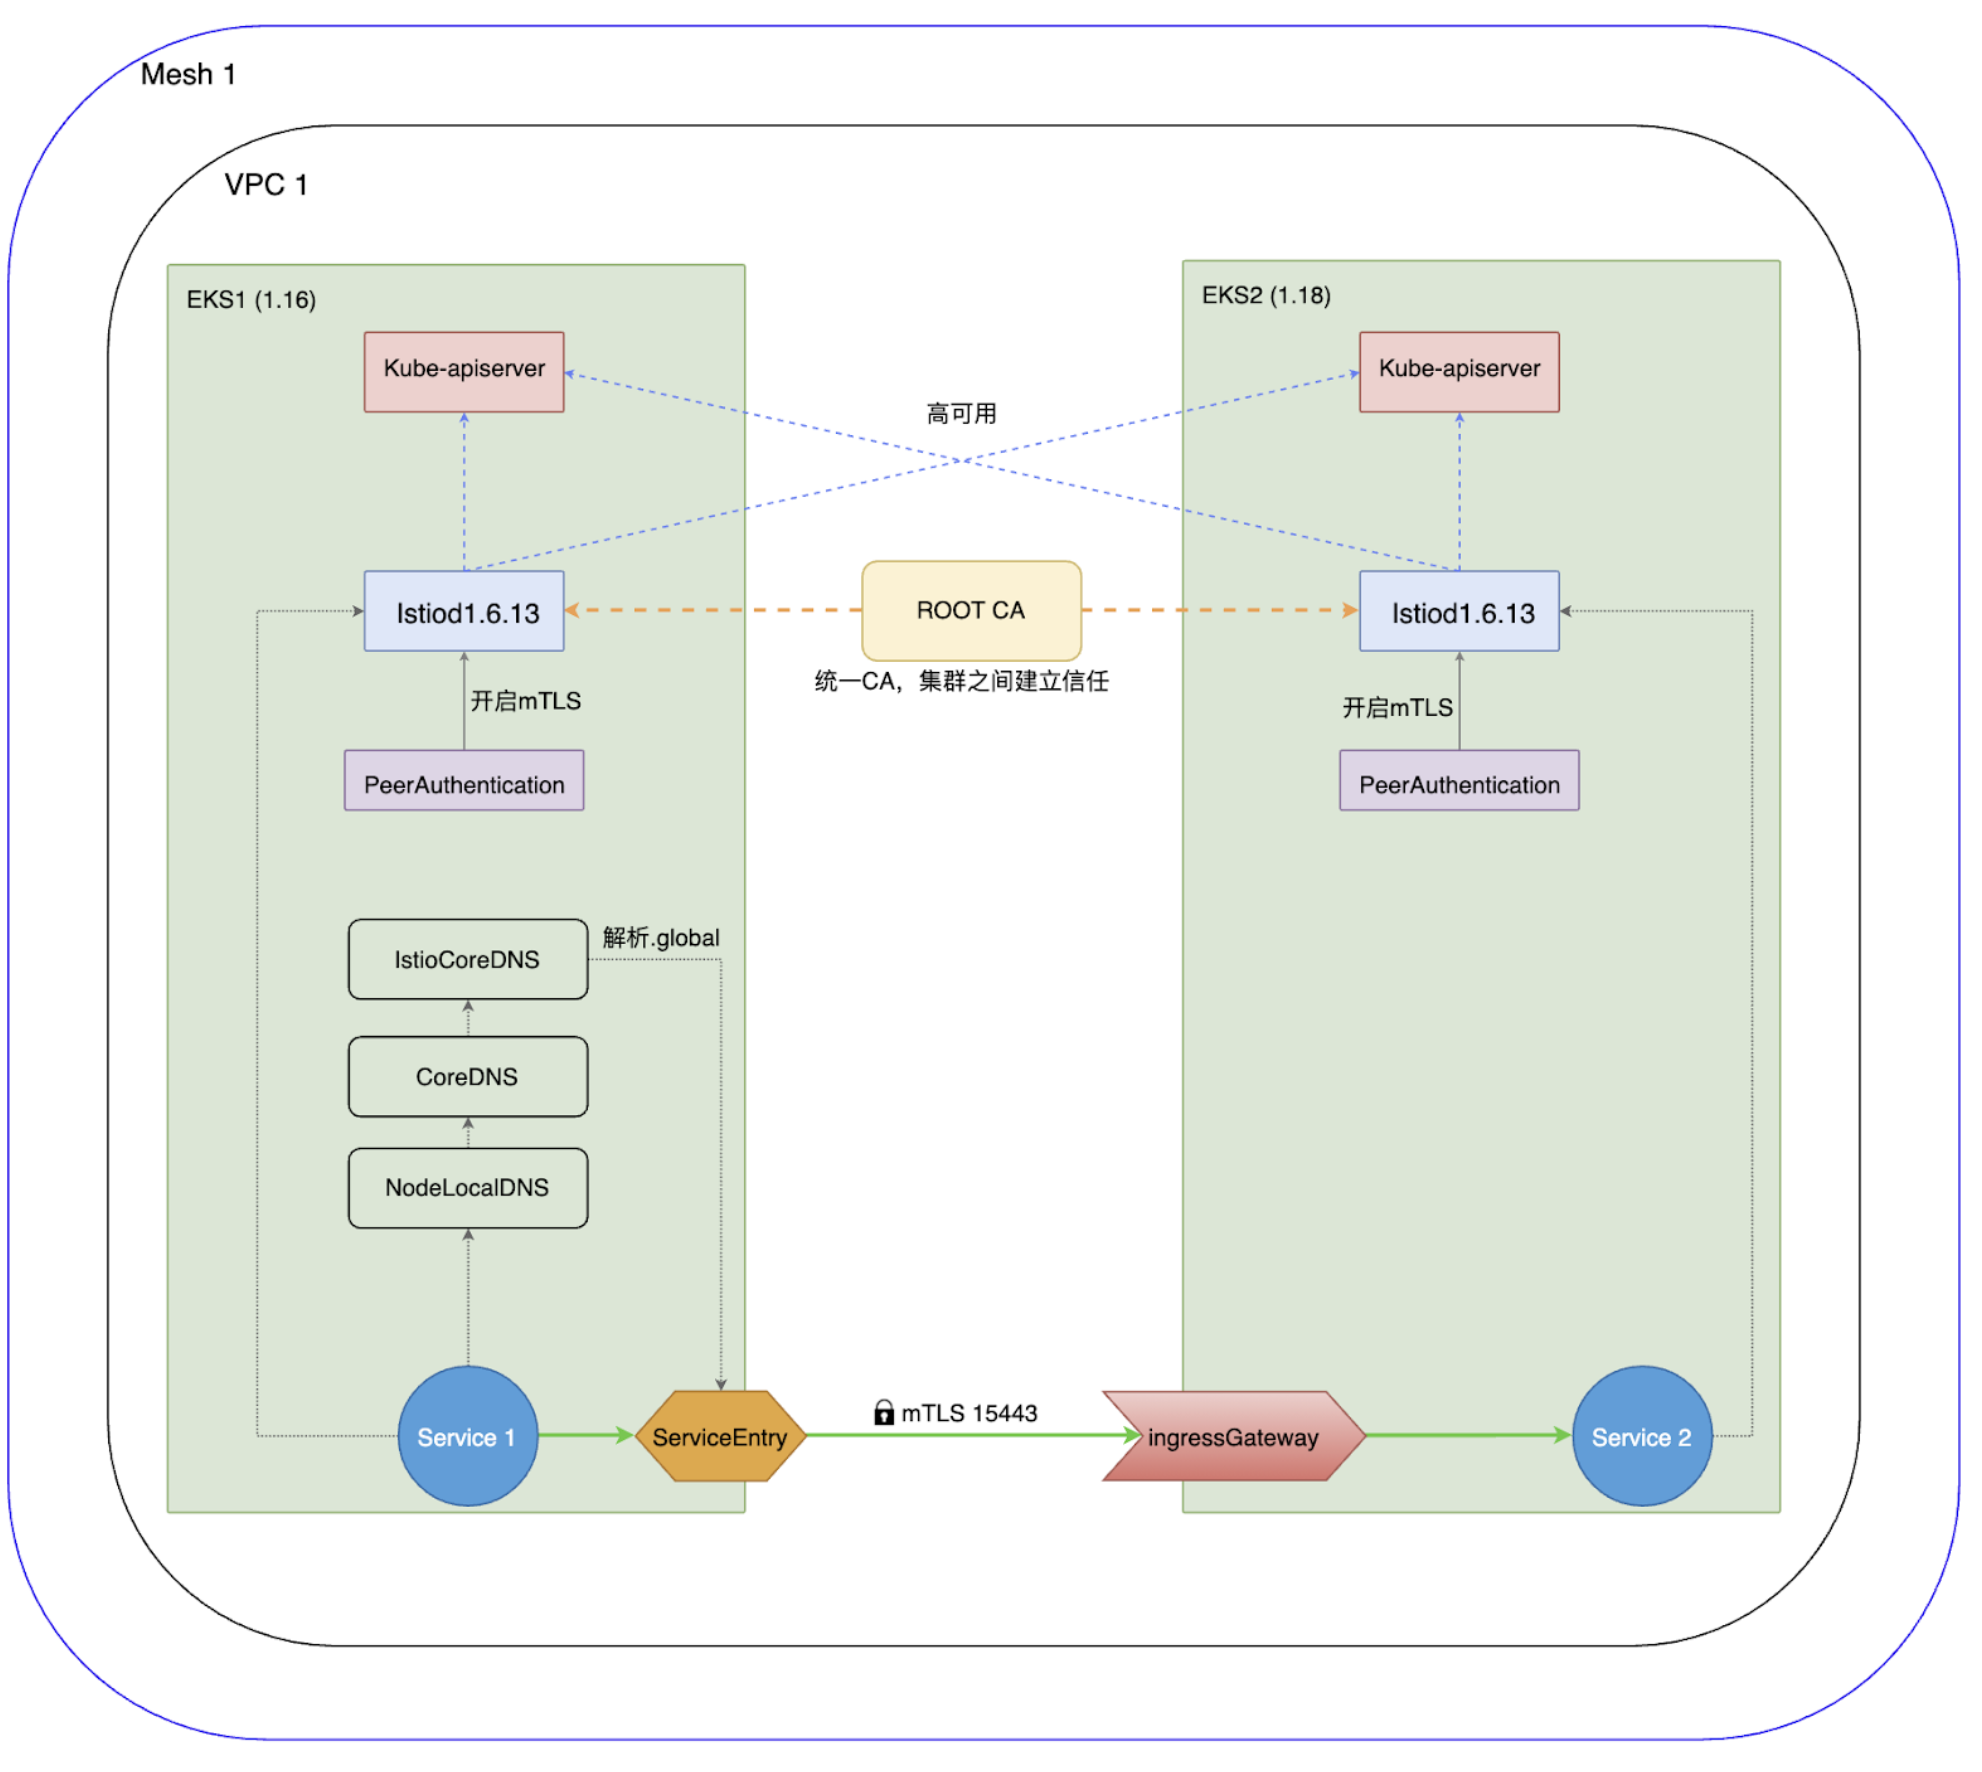 Mesh 1
VPC 1
EKS1 (1.16)
EKS2 (1.18)
Kube-apiserver
Kube-apiserver
高可用
Istiod1.6.13
ROOT CA
Istiod1.6.13
统一CA，集群之间建立信任
开启mTLS
开启mTLS
PeerAuthentication
PeerAuthentication
解析.global
IstioCoreDNS
CoreDNS
NodeLocalDNS
mTLS 15443
Service 1
ServiceEntry
ingressGateway
Service 2